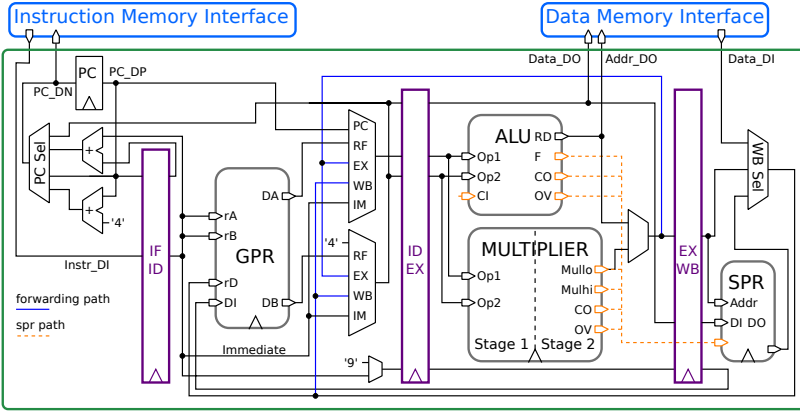 Instruction Memory Interface
Data Memory Interface
Data_DO
Addr_DO
Data_DI
PC
PC_DP
PC_DN
PC Sel
+
+
'4'
Instr_DI
IF
ID
GPR
rA
rB
rD
DI
DA
DB
PC
RF
EX
WB
IM
'4'
RF
EX
WB
IM
Immediate
'9'
ID
EX
ALU
Op1
Op2
CI
RD
F
CO
OV
MULTIPLIER
Op1
Op2
Mullo
Mulhi
CO
OV
Stage 1
Stage 2
EX
WB
WB Sel
SPR
Addr
DI DO
forwarding path
spr path